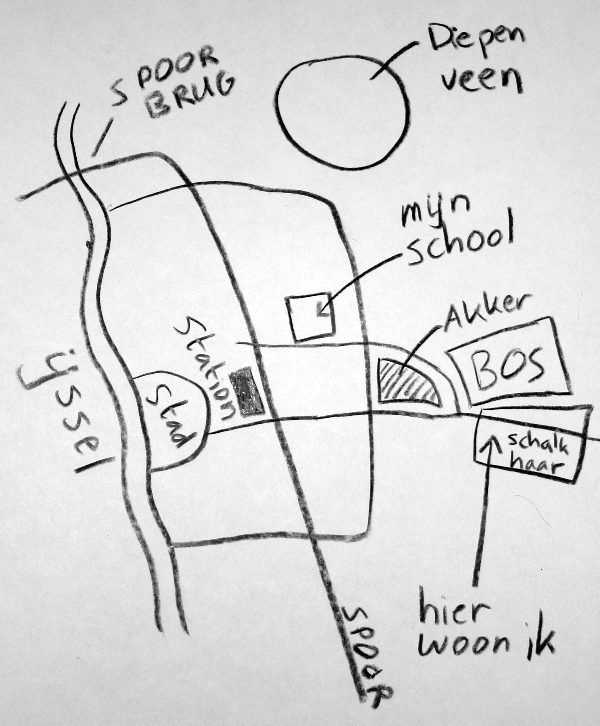 Diepen
veen
SPOOR
BRUG
mijn
school
Akker
Station
BOS
ijssel
Stad
schalk
haar
hier
woon ik
SPOOR